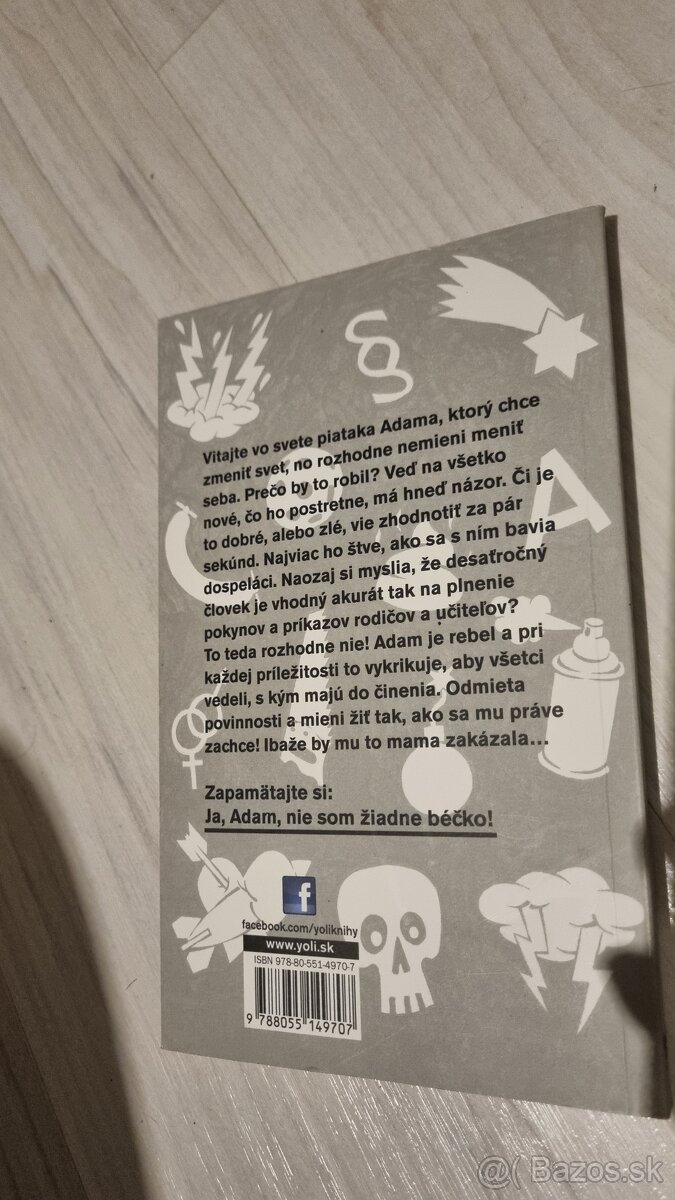 Vitajte vo svete piataka Adama, ktorý chce
zmeniť svet, no rozhodne nemieni meniť
seba. Prečo by to robil? Veď na všetko
nové, čo ho postretne, má hneď názor. Či je
to dobré, alebo zlé, vie zhodnotiť za pár
sekúnd. Najviac ho štve, ako sa s ním bavia
dospeláci. Naozaj si myslia, že desaťročný
človek je vhodný akurát tak na plnenie
pokynov a príkazov rodičov a učiteľov?
To teda rozhodne nie! Adam je rebel a pri
každej príležitosti to vykrikuje, aby všetci
vedeli, s kým majú do činenia. Odmieta
povinnosti a mieni žiť tak, ako sa mu práve
zachce! Ibaže by mu to mama zakázala...
Zapamätajte si:
Ja, Adam, nie som žiadne béčko!
A
f
facebook.com/yoliknihy
www.yoli.sk
ISBN 978-80-551-4970-7
9 788055 149707
@( Bazos.sk